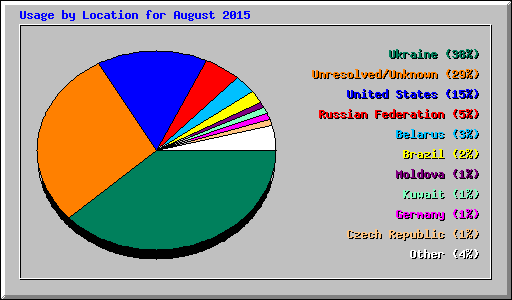 Usage by Location for August 2015
Ukraine (38%)
Unresolved/Unknown (29%)
United States (15%)
Russian Federation (5%)
Belarus (3%)
Brazil (2%)
Moldova (1%)
Kuwait (1%)
Germany (1%)
Czech Republic (1%)
Other (4%)